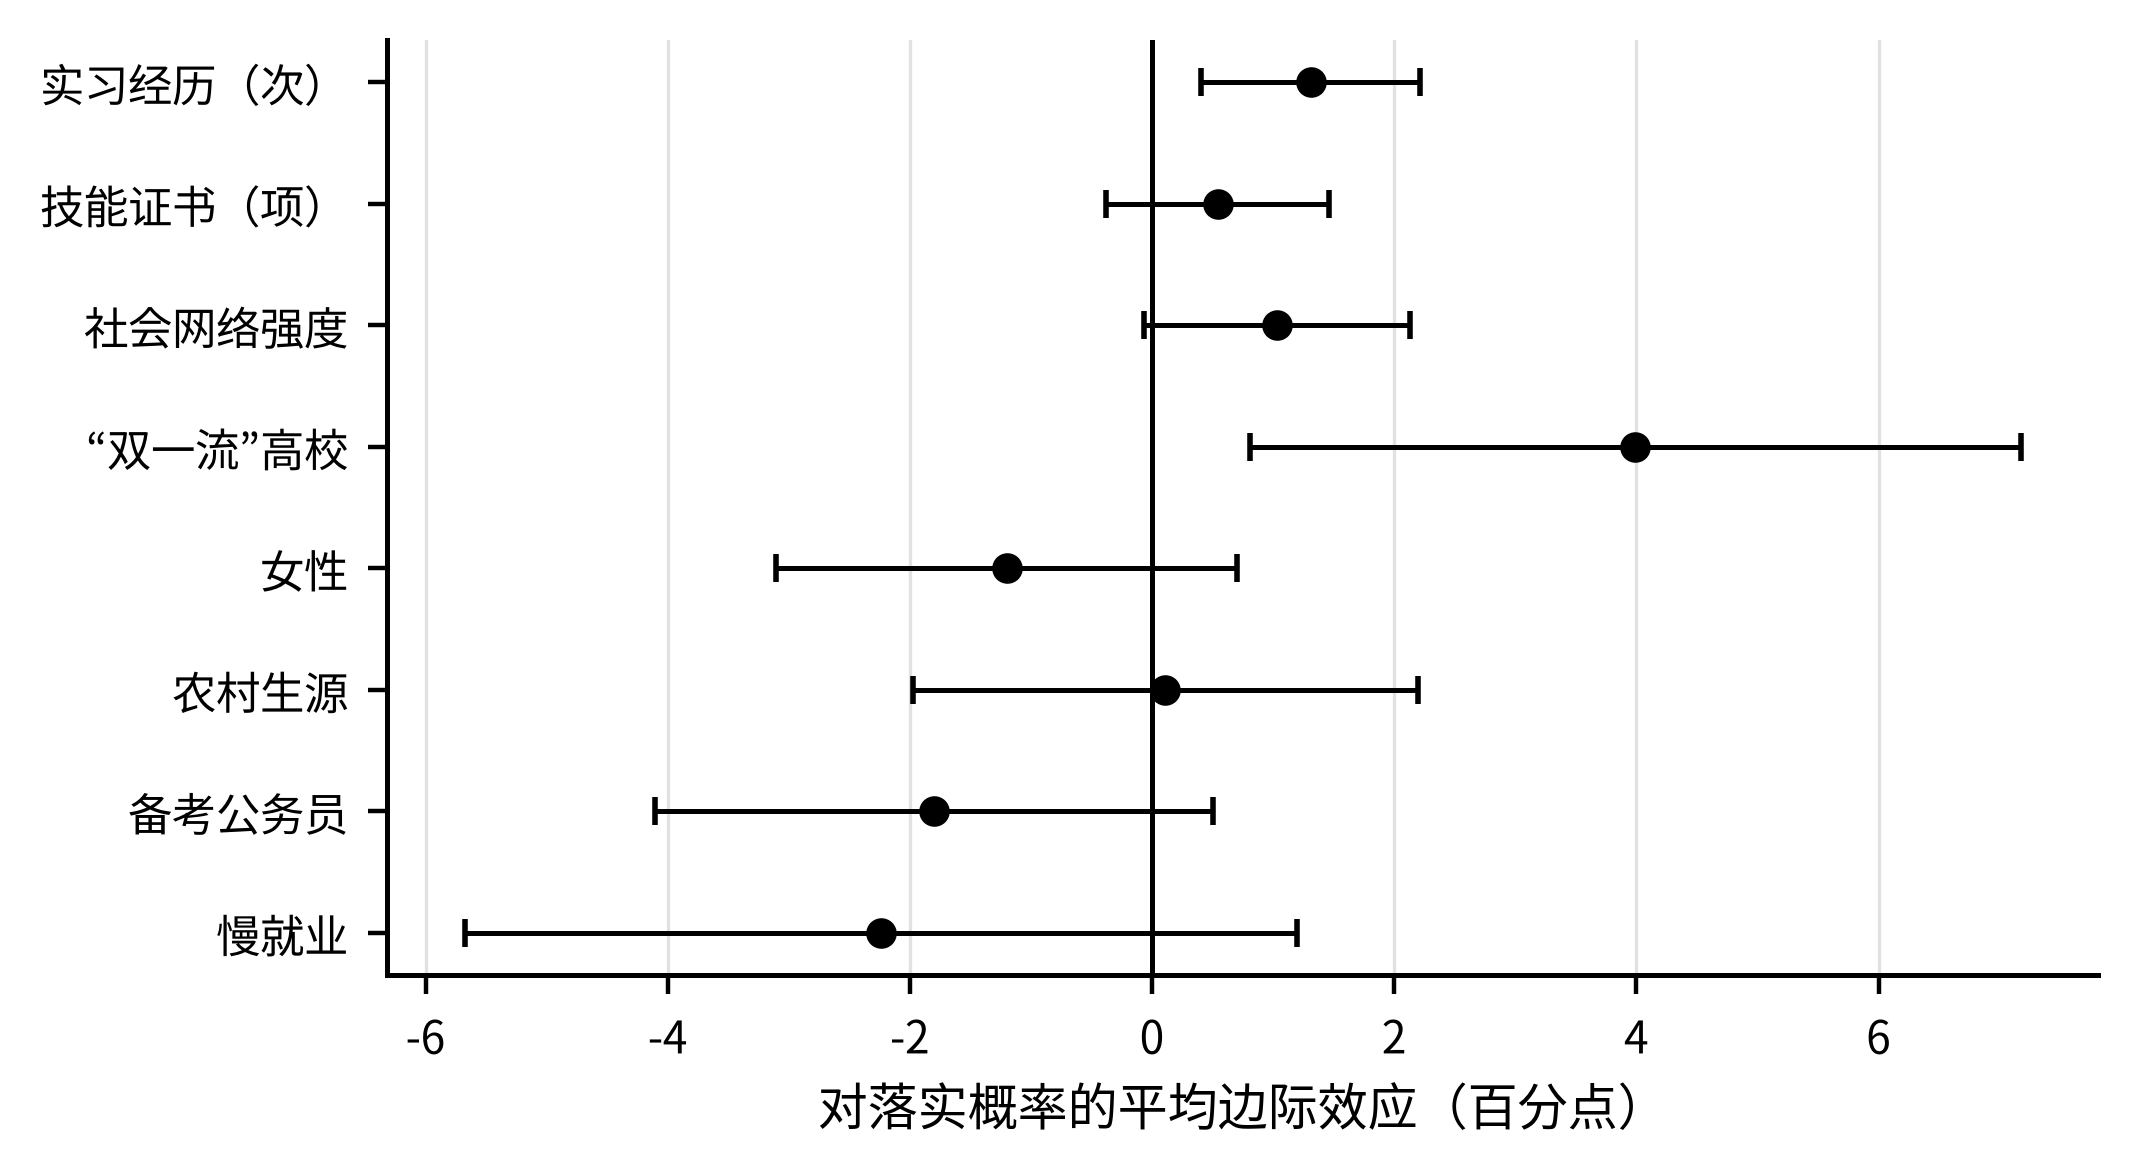 实习经历（次）
技能证书（项）
社会网络强度
“双一流”高校
女性
农村生源
备考公务员
慢就业
-6 -4 -2 0 2 4 6
对落实概率的平均边际效应（百分点）